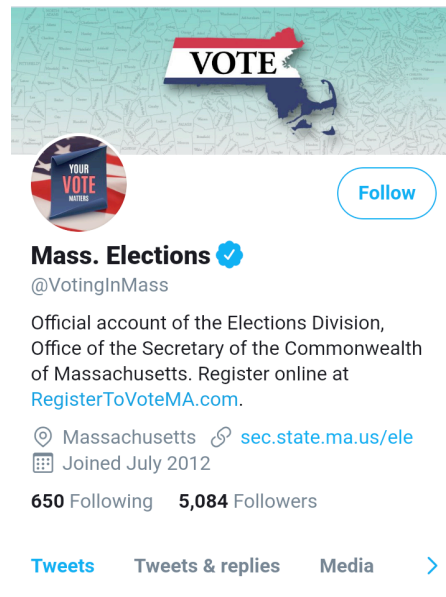 VOTE
YOUR
VOTE
MATTERS
Follow
Mass. Elections
@VotingInMass
Official account of the Elections Division,
Office of the Secretary of the Commonwealth
of Massachusetts. Register online at
RegisterToVoteMA.com.
Massachusetts sec.state.ma.us/ele
Joined July 2012
650 Following 5,084 Followers
Tweets Tweets & replies Media